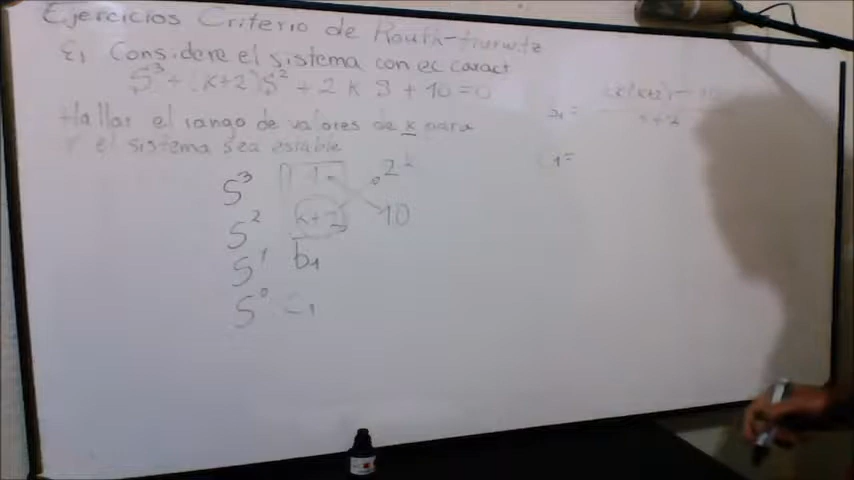 Ejercicios Criterio de Routh-Hurwitz
E1 Considere el sistema con ec caract
S³ + (k+2)S² + 2kS + 10=0
Hallar el rango de valores de k para
el sistema sea estable
S³ 1 2k
S² k+2 10
S¹ b1
S⁰ c1